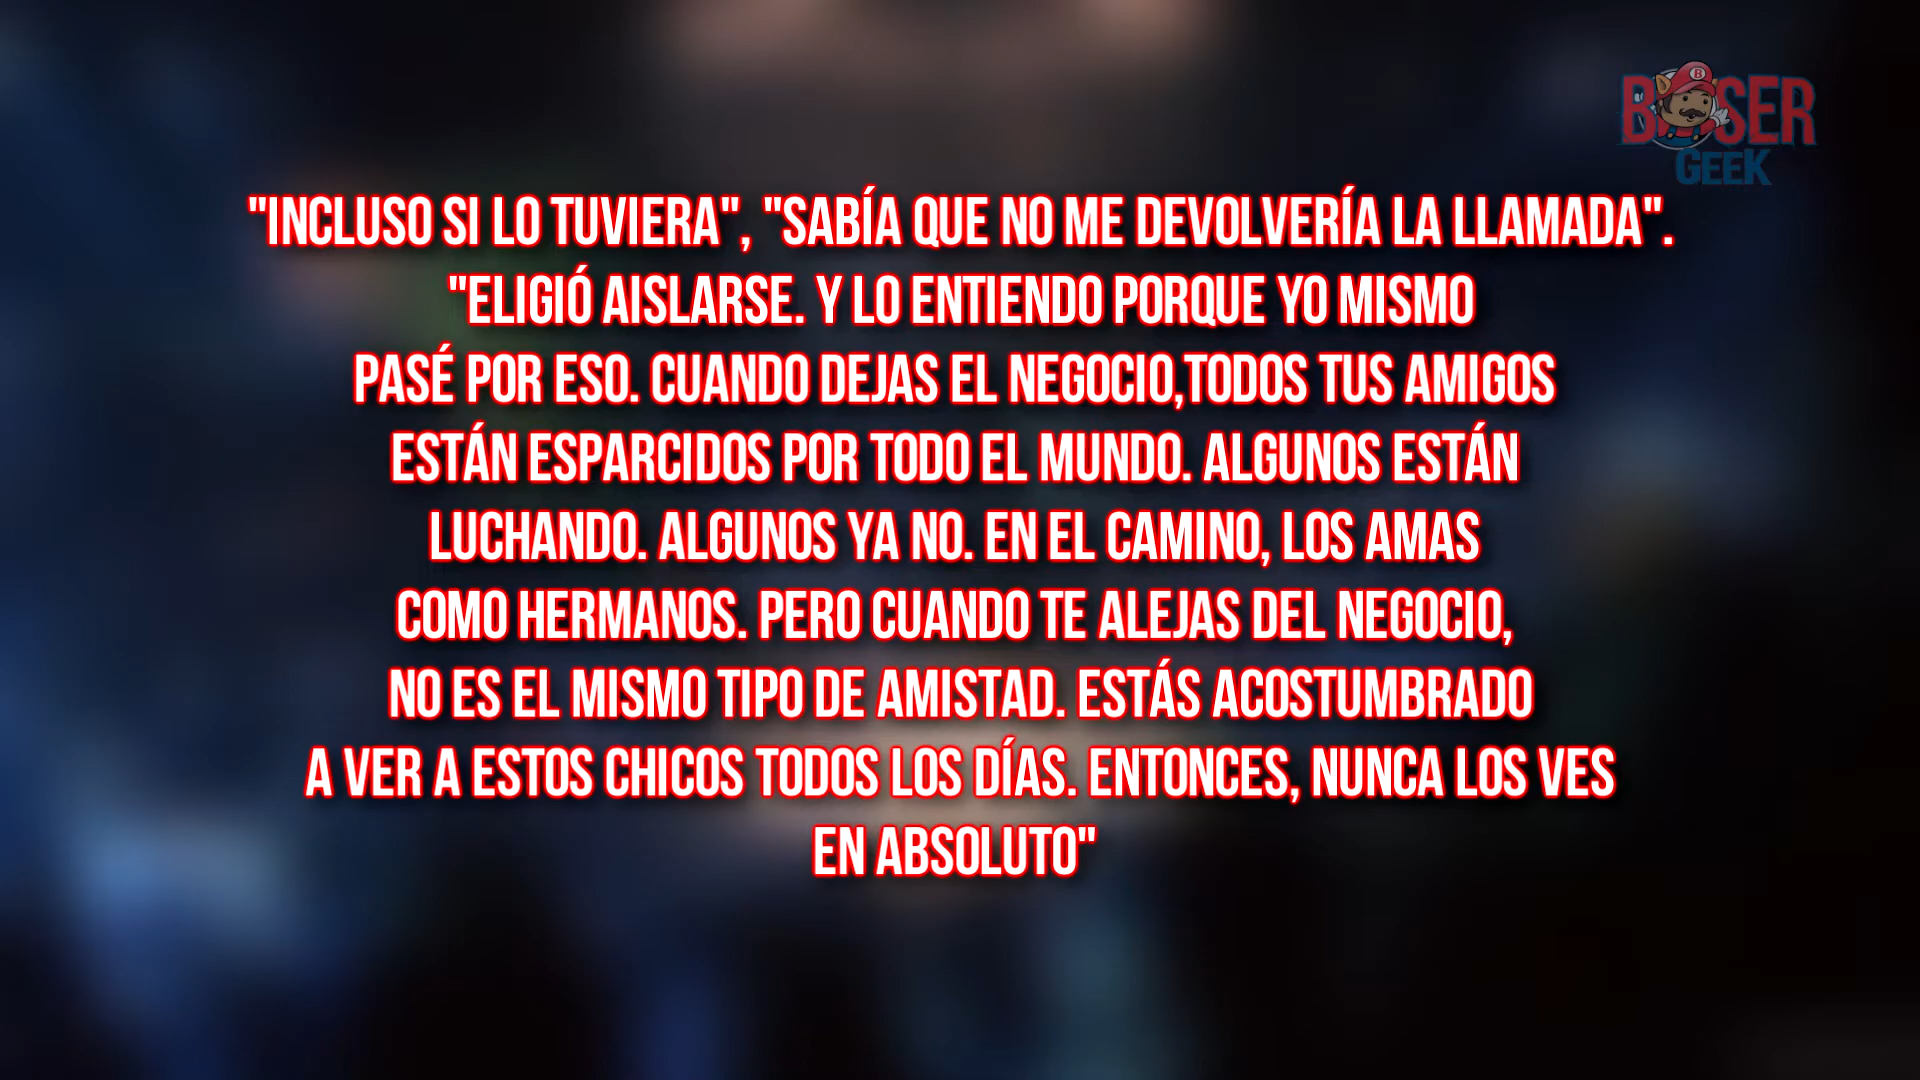 B SER
GEEK
"INCLUSO SI LO TUVIERA", "SABÍA QUE NO ME DEVOLVERÍA LA LLAMADA".
"ELIGIÓ AISLARSE. Y LO ENTIENDO PORQUE YO MISMO
PASÉ POR ESO. CUANDO DEJAS EL NEGOCIO,TODOS TUS AMIGOS
ESTÁN ESPARCIDOS POR TODO EL MUNDO. ALGUNOS ESTÁN
LUCHANDO. ALGUNOS YA NO. EN EL CAMINO, LOS AMAS
COMO HERMANOS. PERO CUANDO TE ALEJAS DEL NEGOCIO,
NO ES EL MISMO TIPO DE AMISTAD. ESTÁS ACOSTUMBRADO
A VER A ESTOS CHICOS TODOS LOS DÍAS. ENTONCES, NUNCA LOS VES
EN ABSOLUTO"